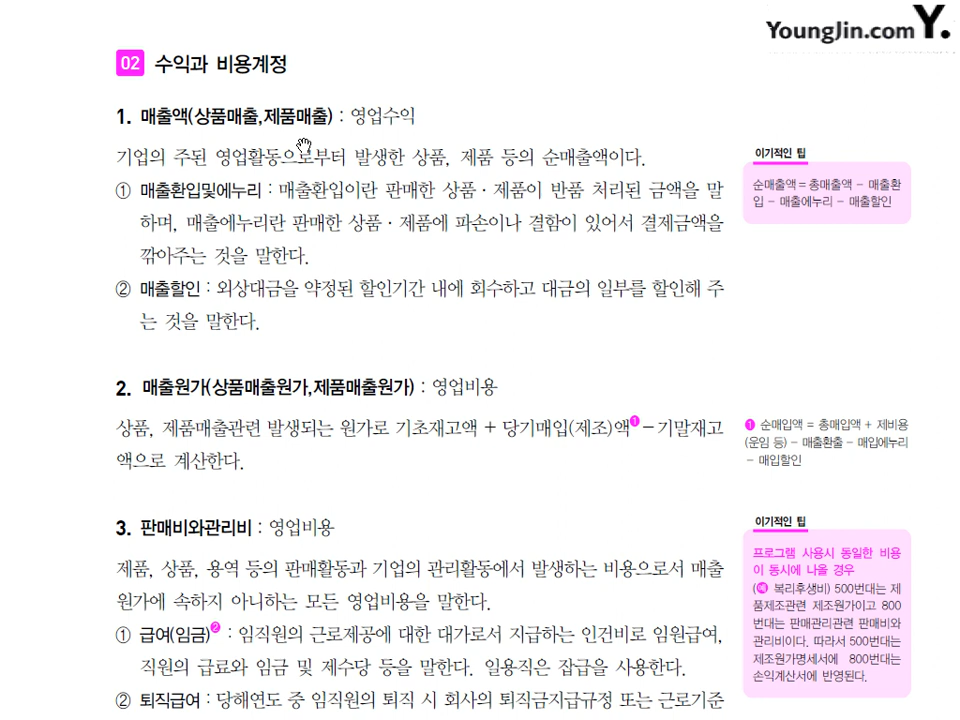 YoungJin.com Y.
02 수익과 비용계정
1. 매출액(상품매출,제품매출) : 영업수익
기업의 주된 영업활동으로부터 발생한 상품, 제품 등의 순매출액이다.
① 매출환입및에누리 : 매출환입이란 판매한 상품·제품이 반품 처리된 금액을 말
하며, 매출에누리란 판매한 상품·제품에 파손이나 결함이 있어서 결제금액을
깎아주는 것을 말한다.
② 매출할인 : 외상대금을 약정된 할인기간 내에 회수하고 대금의 일부를 할인해 주
는 것을 말한다.
이기적인 팁
순매출액 = 총매출액 - 매출환
입 - 매출에누리 - 매출할인
2. 매출원가(상품매출원가,제품매출원가) : 영업비용
상품, 제품매출관련 발생되는 원가로 기초재고액 + 당기매입(제조)액❶ - 기말재고
액으로 계산한다.
❶ 순매입액 = 총매입액 + 제비용
(운임 등) - 매출환출 - 매입에누리
- 매입할인
3. 판매비와관리비 : 영업비용
제품, 상품, 용역 등의 판매활동과 기업의 관리활동에서 발생하는 비용으로서 매출
원가에 속하지 아니하는 모든 영업비용을 말한다.
① 급여(임금)❷ : 임직원의 근로제공에 대한 대가로서 지급하는 인건비로 임원급여,
직원의 급료와 임금 및 제수당 등을 말한다. 일용직은 잡급을 사용한다.
② 퇴직급여 : 당해연도 중 임직원의 퇴직 시 회사의 퇴직금지급규정 또는 근로기준
이기적인 팁
프로그램 사용시 동일한 비용
이 동시에 나올 경우
(예 복리후생비) 500번대는 제
품제조관련 제조원가이고 800
번대는 판매관리관련 판매비와
관리비이다. 따라서 500번대는
제조원가명세서에 800번대는
손익계산서에 반영된다.